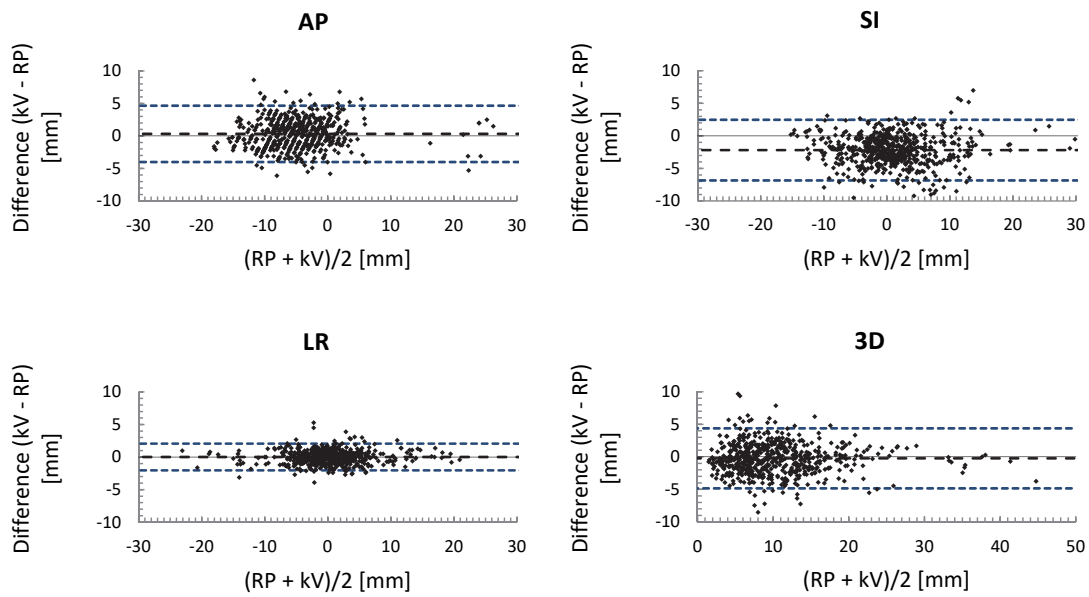 AP
Difference (kV - RP)
[mm]
10
5
0
-5
-10
-30 -20 -10 0 10 20 30
(RP + kV)/2 [mm]
SI
Difference (kV - RP)
[mm]
10
5
0
-5
-10
-30 -20 -10 0 10 20 30
(RP + kV)/2 [mm]
LR
Difference (kV - RP)
[mm]
10
5
0
-5
-10
-30 -20 -10 0 10 20 30
(RP + kV)/2 [mm]
3D
Difference (kV - RP)
[mm]
10
5
0
-5
-10
0 10 20 30 40 50
(RP + kV)/2 [mm]